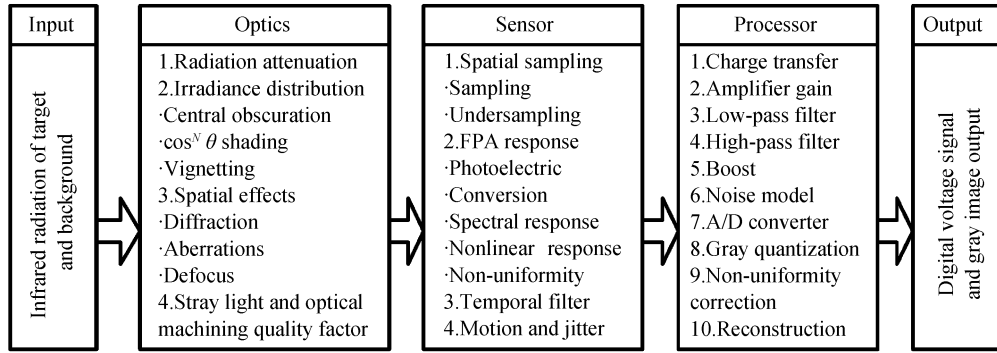 Input
Infrared radiation of target
and background
Optics
1.Radiation attenuation
2.Irradiance distribution
·Central obscuration
·cosᴺ θ shading
·Vignetting
3.Spatial effects
·Diffraction
·Aberrations
·Defocus
4.Stray light and optical
machining quality factor
Sensor
1.Spatial sampling
·Sampling
·Undersampling
2.FPA response
·Photoelectric
·Conversion
·Spectral response
·Nonlinear response
·Non-uniformity
3.Temporal filter
4.Motion and jitter
Processor
1.Charge transfer
2.Amplifier gain
3.Low-pass filter
4.High-pass filter
5.Boost
6.Noise model
7.A/D converter
8.Gray quantization
9.Non-uniformity
correction
10.Reconstruction
Output
Digital voltage signal
and gray image output